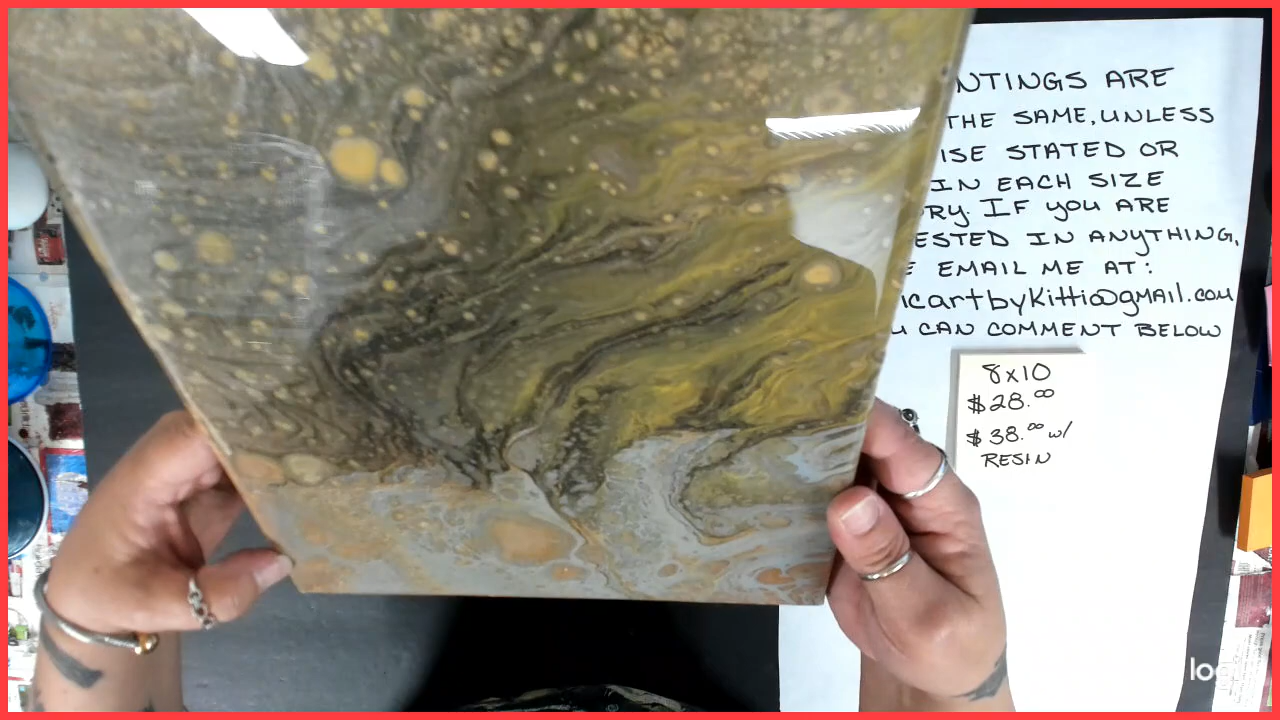 NTINGS ARE
THE SAME, UNLESS
ISE STATED OR
IN EACH SIZE
RY. IF YOU ARE
ESTED IN ANYTHING,
E EMAIL ME AT:
icartbyKitti@gmail.com
U CAN COMMENT BELOW
8x10
$28.00
$38.00 w/
RESIN
log